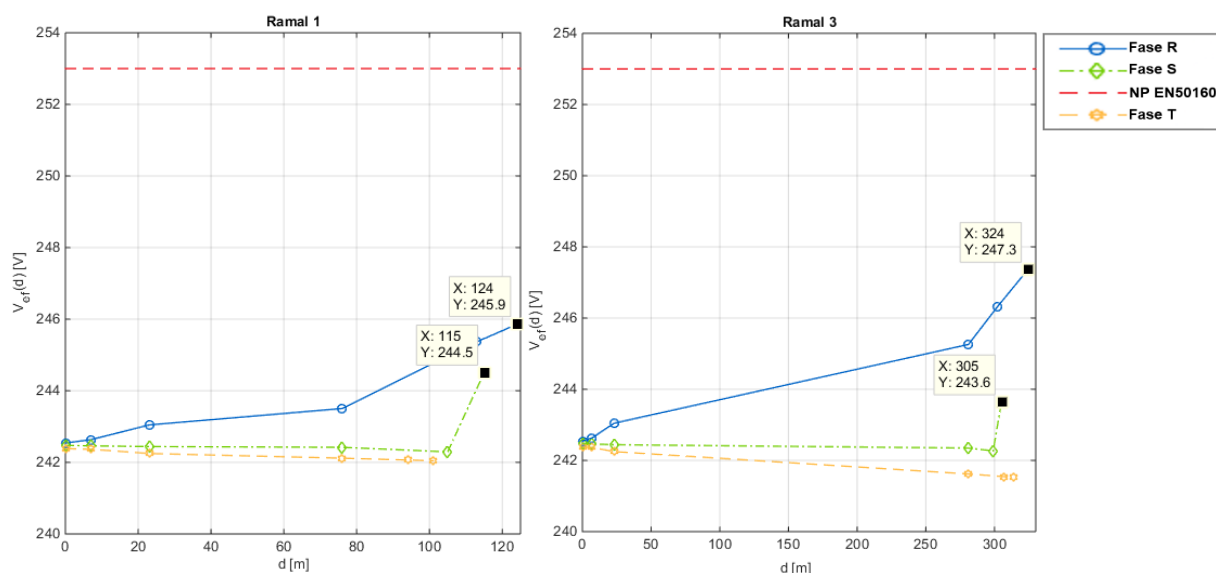 Ramal 1
254
252
250
248
246
244
242
240
V_ef(d) [V]
0
20
40
60
80
100
120
d [m]
X: 124
Y: 245.9
X: 115
Y: 244.5
Ramal 3
254
252
250
248
246
244
242
240
V_ef(d) [V]
0
50
100
150
200
250
300
d [m]
X: 324
Y: 247.3
X: 305
Y: 243.6
Fase R
Fase S
NP EN50160
Fase T